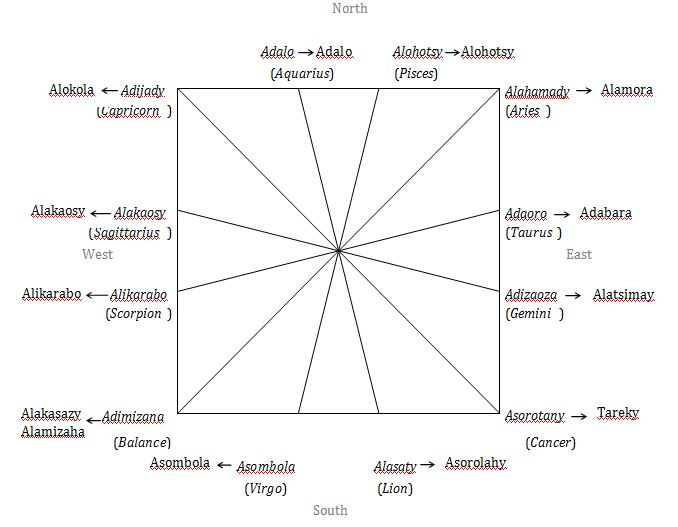 North
Adalo → Adalo
Alohotsy → Alohotsy
(Aquarius)
(Pisces)
Alokola ← Adijady
(Capricorn )
Alahamady → Alamora
(Aries )
Alakaosy ← Alakaosy
(Sagittarius )
Adaoro → Adabara
(Taurus )
West
East
Alikarabo ← Alikarabo
(Scorpion )
Adizaoza → Alatsimay
(Gemini )
Alakasazy
Alamizaha ← Adimizana
(Balance)
Asorotany → Tareky
(Cancer)
Asombola ← Asombola
(Virgo)
Alasaty → Asorolahy
(Lion)
South